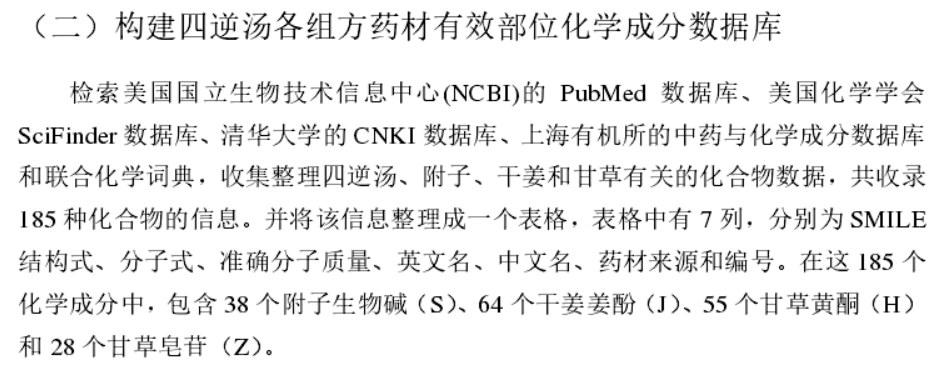 （二）构建四逆汤各组方药材有效部位化学成分数据库
检索美国国立生物技术信息中心(NCBI)的 PubMed 数据库、美国化学学会
SciFinder 数据库、清华大学的 CNKI 数据库、上海有机所的中药与化学成分数据库
和联合化学词典，收集整理四逆汤、附子、干姜和甘草有关的化合物数据，共收录
185 种化合物的信息。并将该信息整理成一个表格，表格中有 7 列，分别为 SMILE
结构式、分子式、准确分子质量、英文名、中文名、药材来源和编号。在这 185 个
化学成分中，包含 38 个附子生物碱（S）、64 个干姜姜酚（J）、55 个甘草黄酮（H）
和 28 个甘草皂苷（Z）。